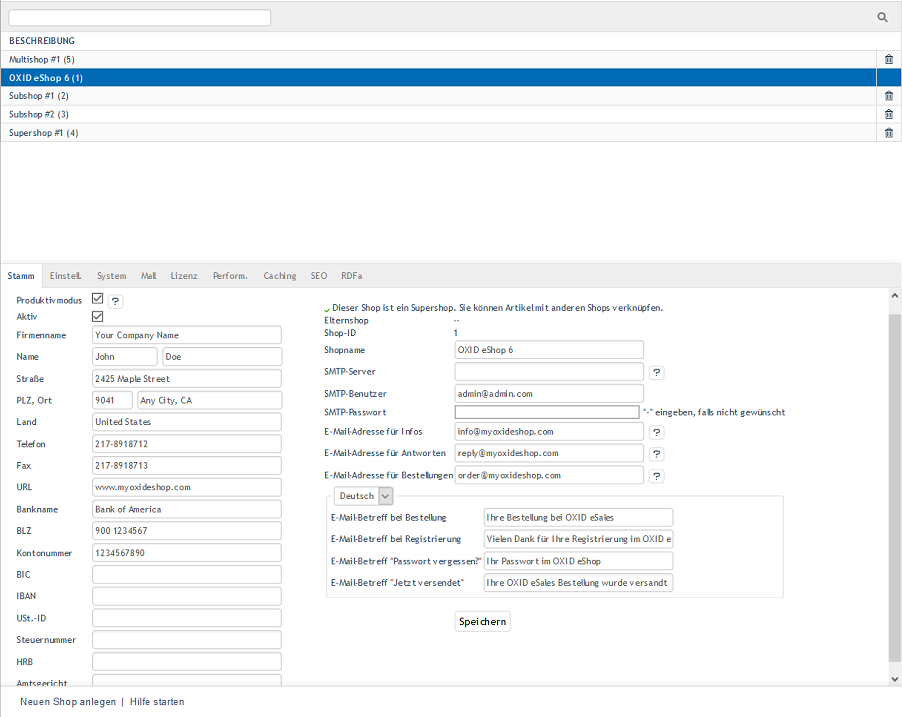 BESCHREIBUNG
Multishop #1 (5)
OXID eShop 6 (1)
Subshop #1 (2)
Subshop #2 (3)
Supershop #1 (4)
Stamm Einstell. System Mall Lizenz Perform. Caching SEO RDFa
Produktivmodus ?
Aktiv
Firmenname Your Company Name
Name John Doe
Straße 2425 Maple Street
PLZ, Ort 9041 Any City, CA
Land United States
Telefon 217-8918712
Fax 217-8918713
URL www.myoxideshop.com
Bankname Bank of America
BLZ 900 1234567
Kontonummer 1234567890
BIC
IBAN
USt.-ID
Steuernummer
HRB
Amtsgericht
Dieser Shop ist ein Supershop. Sie können Artikel mit anderen Shops verknüpfen.
Elternshop --
Shop-ID 1
Shopname OXID eShop 6
SMTP-Server ?
SMTP-Benutzer admin@admin.com
SMTP-Passwort "-" eingeben, falls nicht gewünscht
E-Mail-Adresse für Infos info@myoxideshop.com ?
E-Mail-Adresse für Antworten reply@myoxideshop.com ?
E-Mail-Adresse für Bestellungen order@myoxideshop.com ?
Deutsch
E-Mail-Betreff bei Bestellung Ihre Bestellung bei OXID eSales
E-Mail-Betreff bei Registrierung Vielen Dank für Ihre Registrierung im OXID e
E-Mail-Betreff "Passwort vergessen?" Ihr Passwort im OXID eShop
E-Mail-Betreff "Jetzt versendet" Ihre OXID eSales Bestellung wurde versandt
Speichern
Neuen Shop anlegen | Hilfe starten